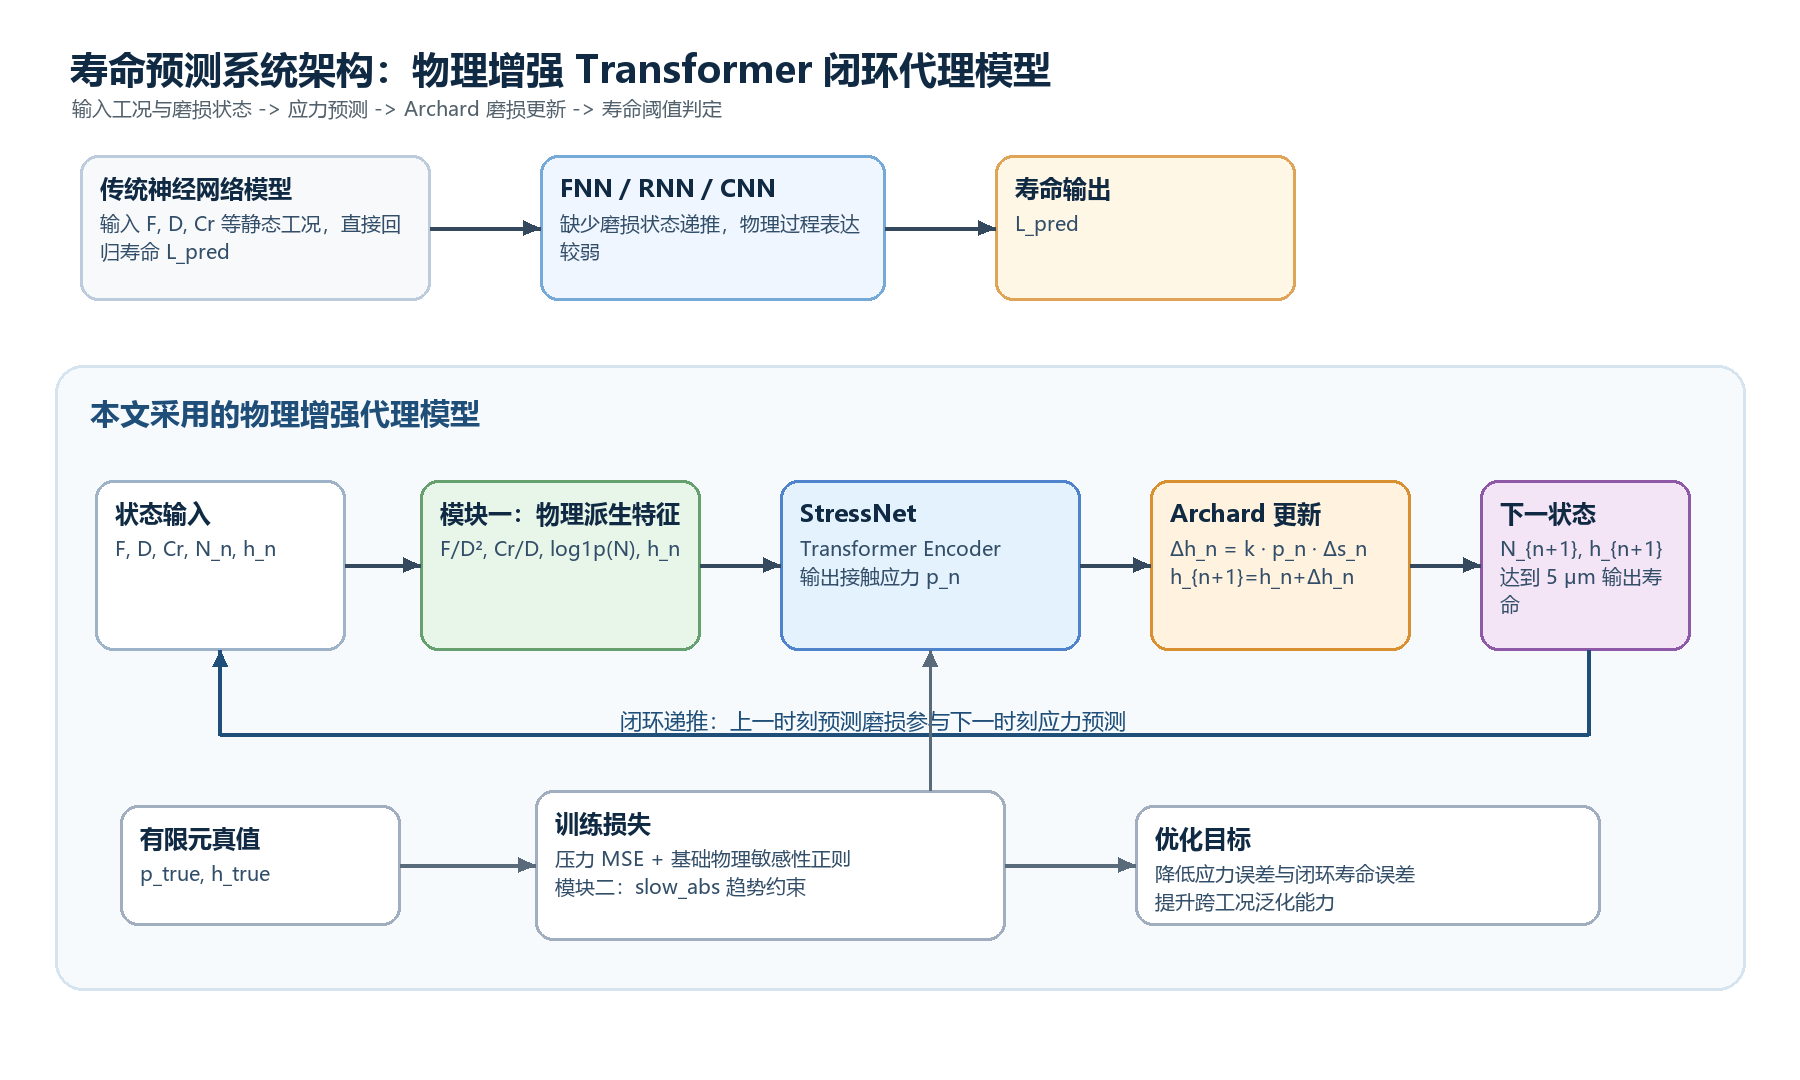 寿命预测系统架构：物理增强 Transformer 闭环代理模型
输入工况与磨损状态 -> 应力预测 -> Archard 磨损更新 -> 寿命阈值判定
传统神经网络模型
输入 F, D, Cr 等静态工况，直接回
归寿命 L_pred
FNN / RNN / CNN
缺少磨损状态递推，物理过程表达
较弱
寿命输出
L_pred
本文采用的物理增强代理模型
状态输入
F, D, Cr, N_n, h_n
模块一：物理派生特征
F/D², Cr/D, log1p(N), h_n
StressNet
Transformer Encoder
输出接触应力 p_n
Archard 更新
Δh_n = k · p_n · Δs_n
h_{n+1}=h_n+Δh_n
下一状态
N_{n+1}, h_{n+1}
达到 5 μm 输出寿
命
闭环递推：上一时刻预测磨损参与下一时刻应力预测
有限元真值
p_true, h_true
训练损失
压力 MSE + 基础物理敏感性正则
模块二：slow_abs 趋势约束
优化目标
降低应力误差与闭环寿命误差
提升跨工况泛化能力